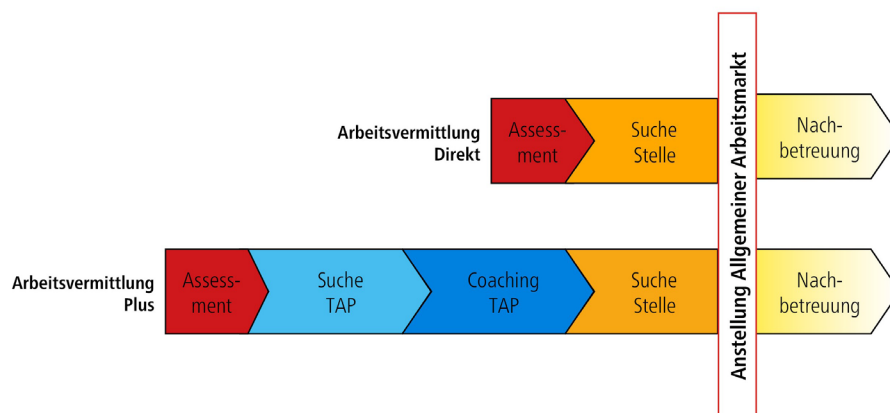 Arbeitsvermittlung
Direkt
Assess-
ment
Suche
Stelle
Anstellung Allgemeiner Arbeitsmarkt
Nach-
betreuung
Arbeitsvermittlung
Plus
Assess-
ment
Suche
TAP
Coaching
TAP
Suche
Stelle
Nach-
betreuung